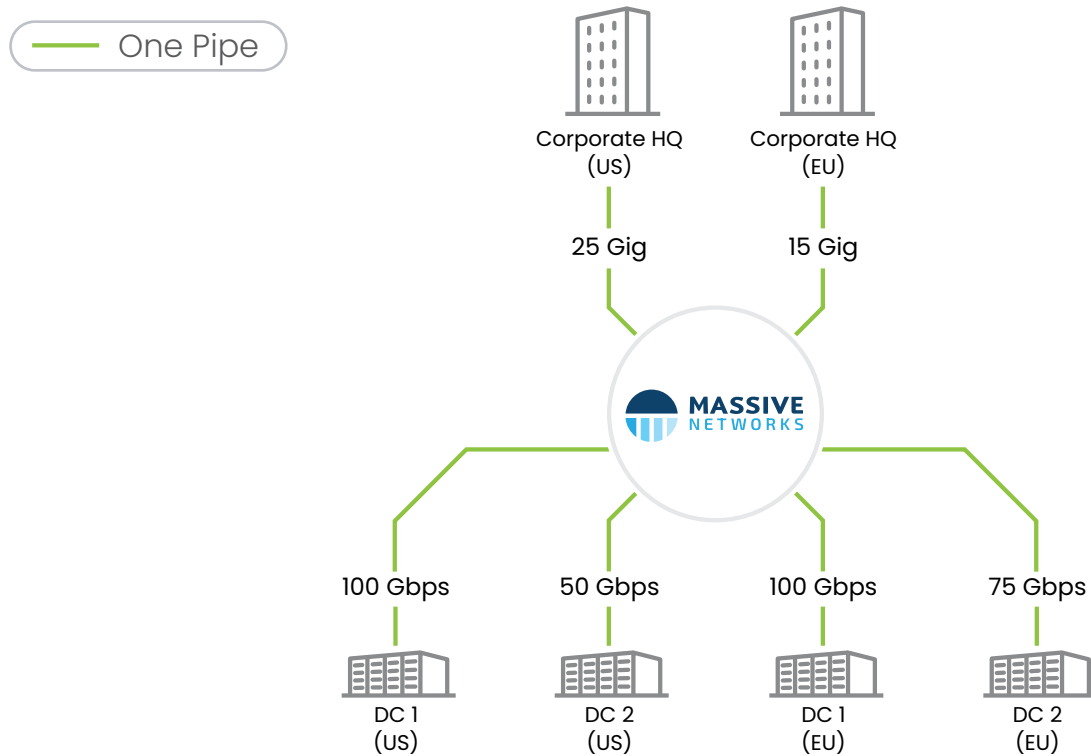 One Pipe
Corporate HQ
(US)
Corporate HQ
(EU)
25 Gig
15 Gig
MASSIVE
NETWORKS
100 Gbps
50 Gbps
100 Gbps
75 Gbps
DC 1
(US)
DC 2
(US)
DC 1
(EU)
DC 2
(EU)